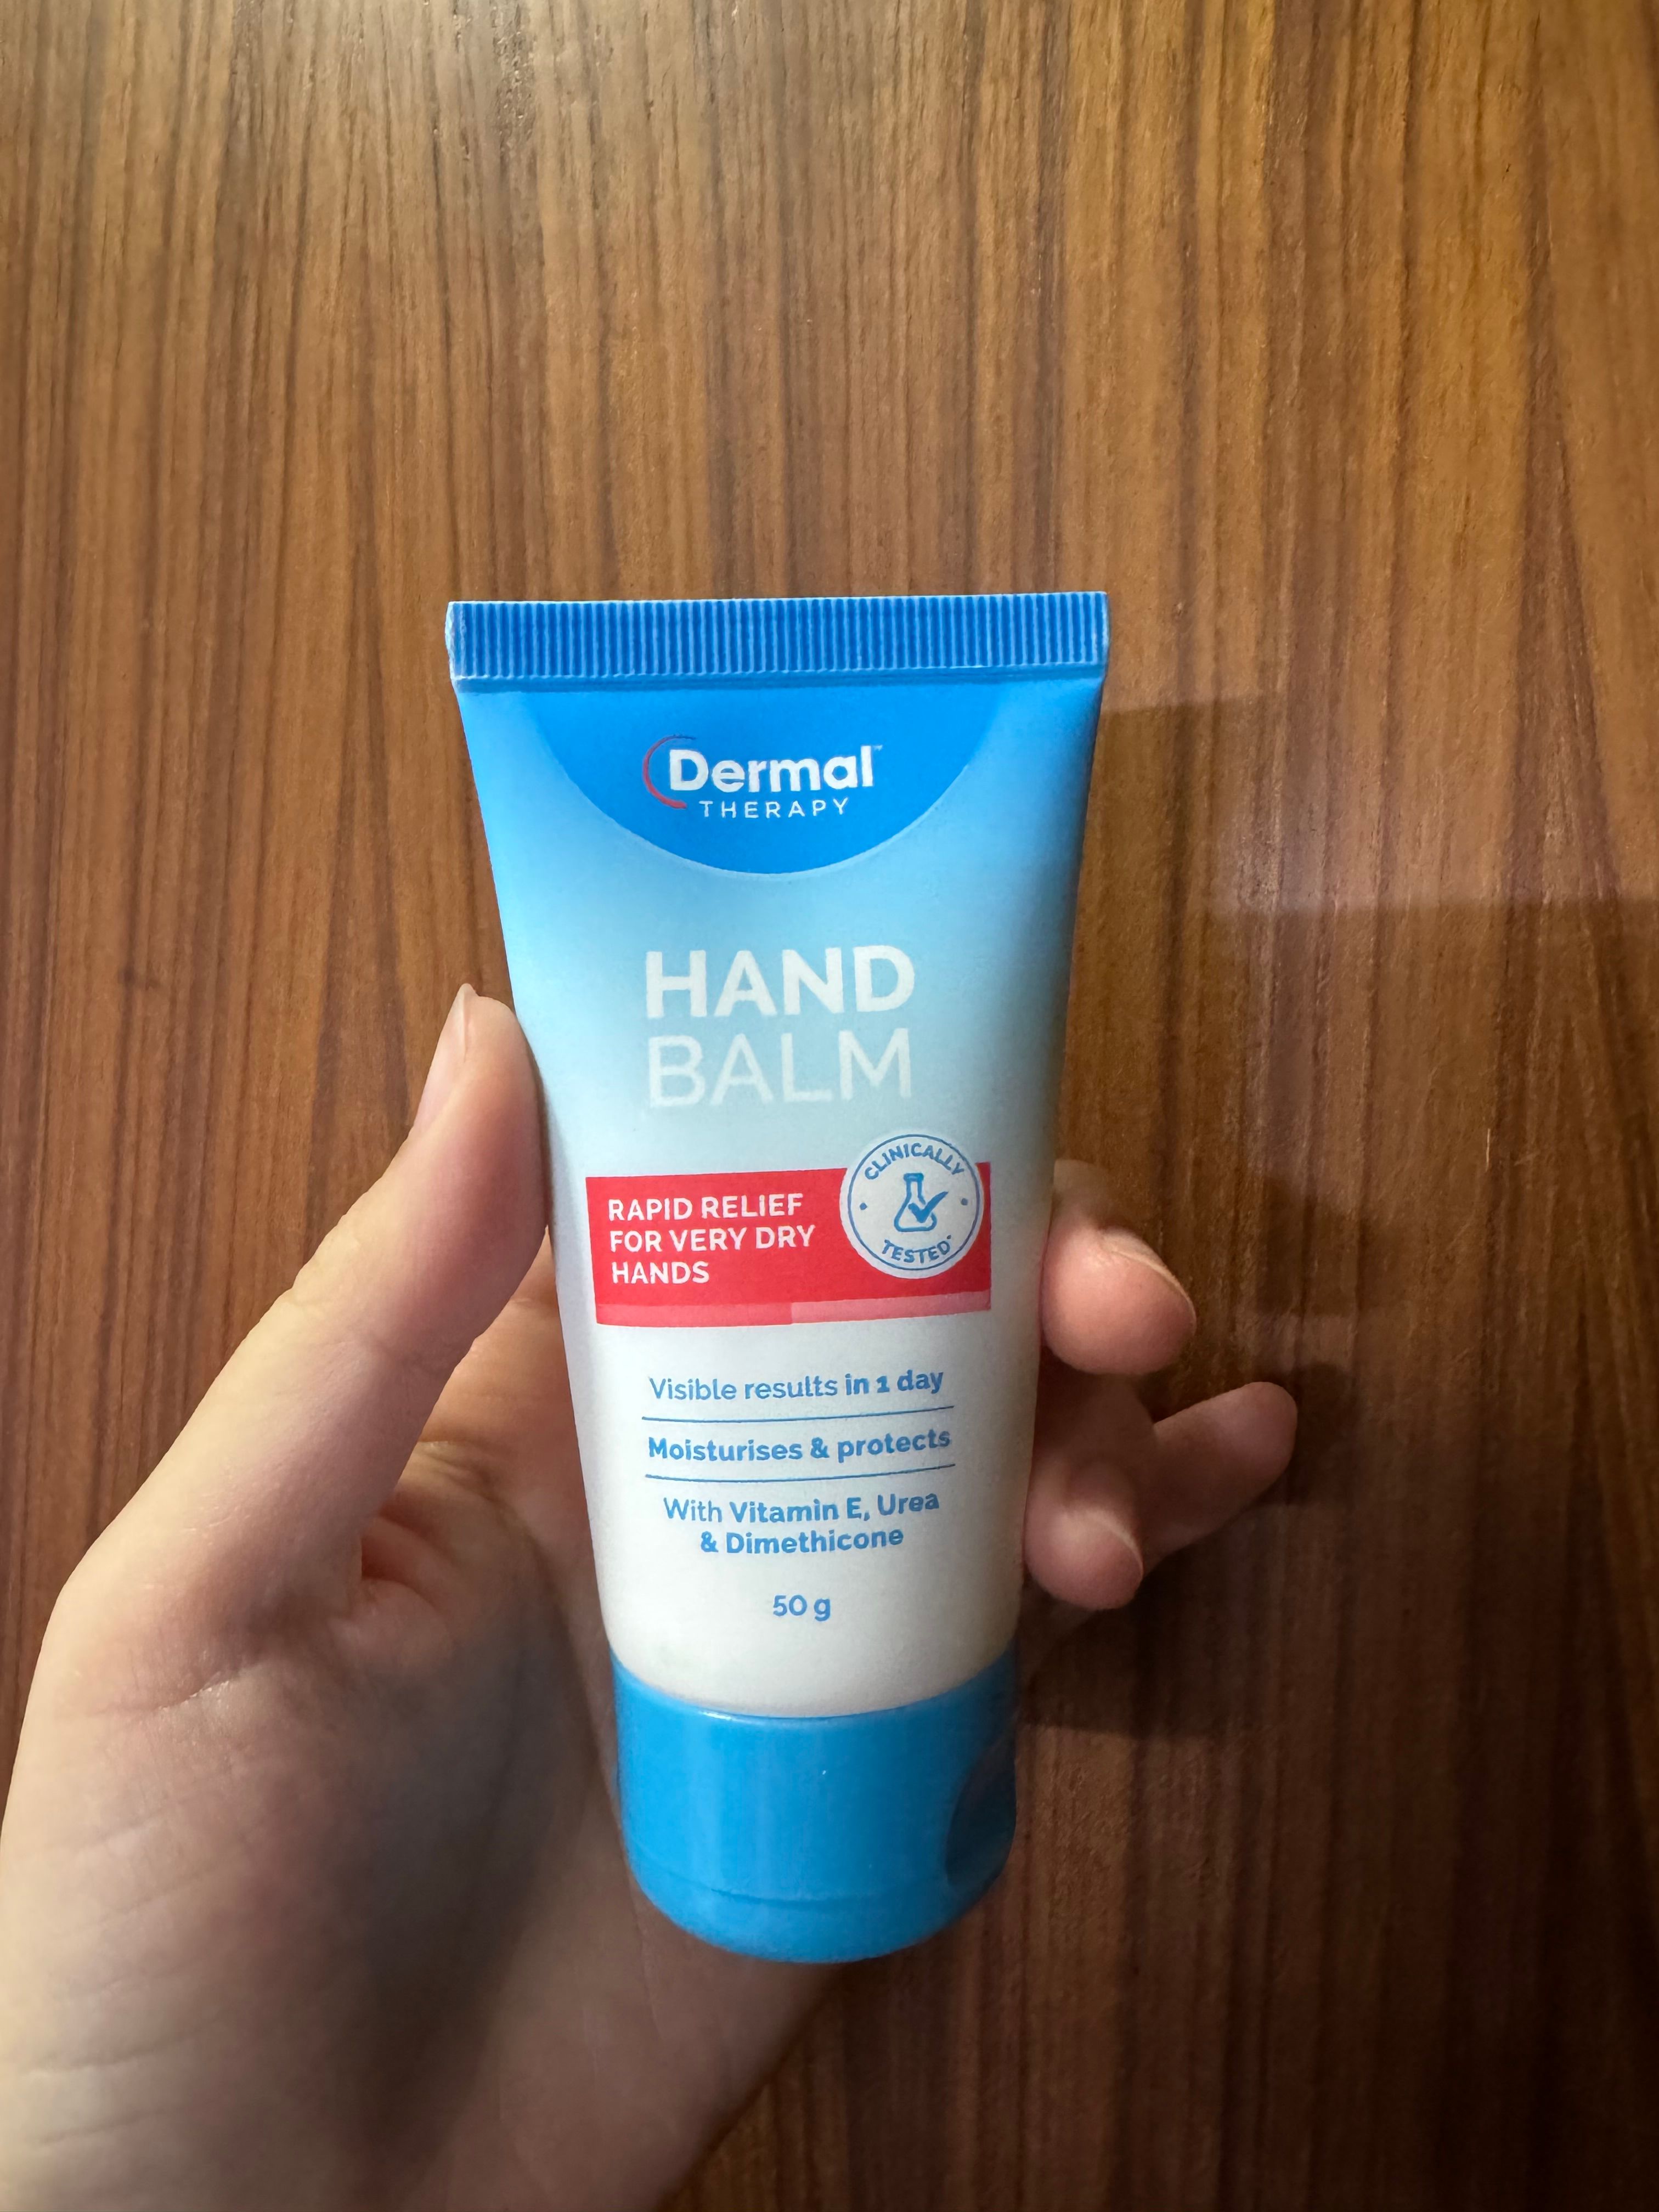 Dermal™
THERAPY
HAND
BALM
RAPID RELIEF
FOR VERY DRY
HANDS
CLINICALLY
TESTED*
Visible results in 1 day
Moisturises & protects
With Vitamin E, Urea
& Dimethicone
50 g